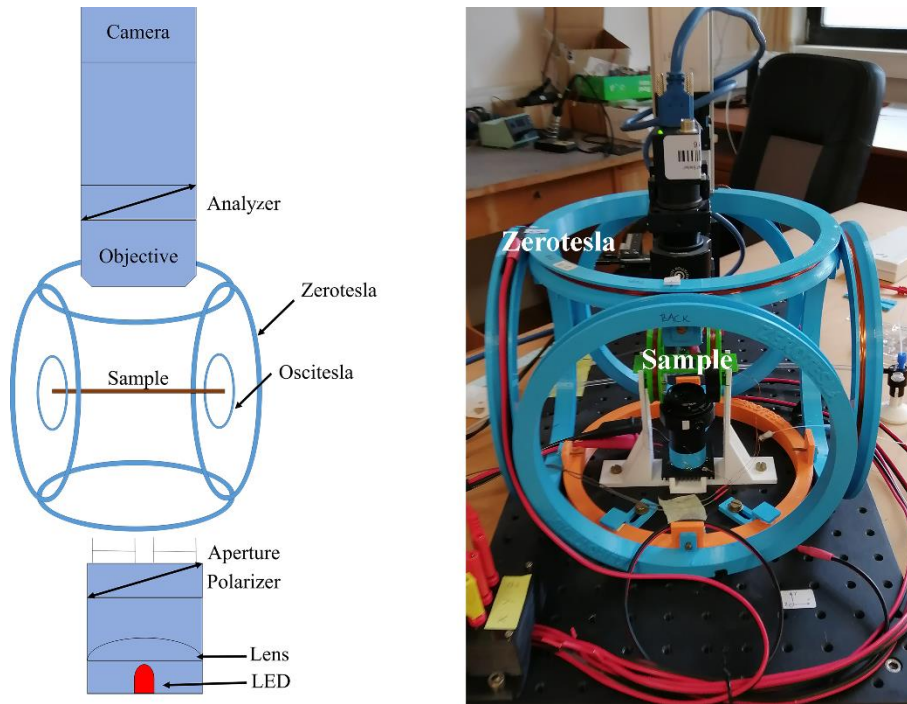 Camera
Analyzer
Objective
Zerotesla
Oscitesla
Sample
Aperture
Polarizer
Lens
LED
Zerotesla
BACK
Sample